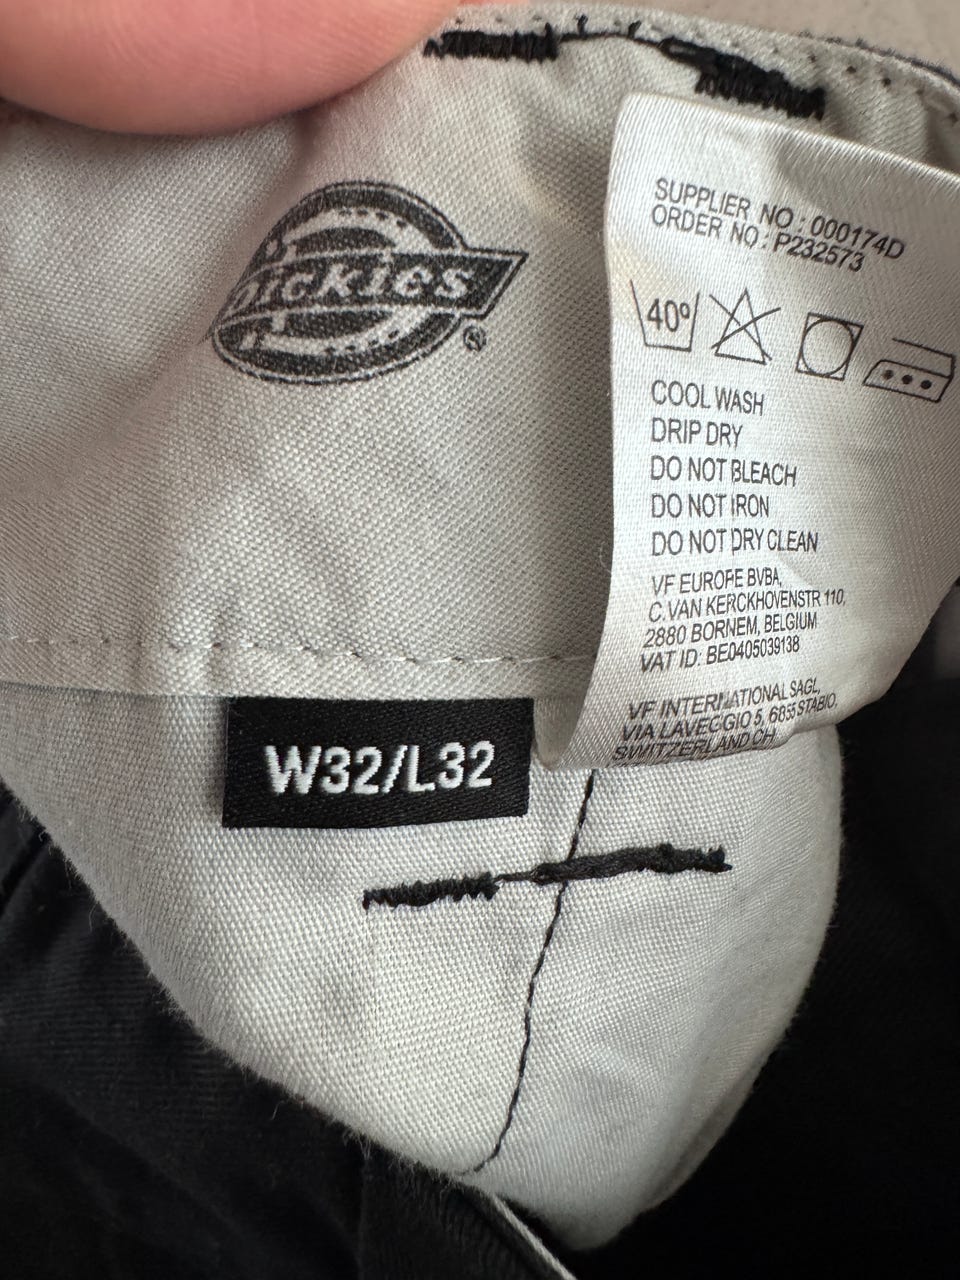 Dickies
®
SUPPLIER NO : 000174D
ORDER NO : P232573
40°
COOL WASH
DRIP DRY
DO NOT BLEACH
DO NOT IRON
DO NOT DRY CLEAN
VF EUROPE BVBA,
C.VAN KERCKHOVENSTR 110,
2880 BORNEM, BELGIUM
VAT ID: BE0405039138
VF INTERNATIONAL SAGL,
VIA LAVEGGIO 5, 6855 STABIO,
SWITZERLAND CH
W32/L32